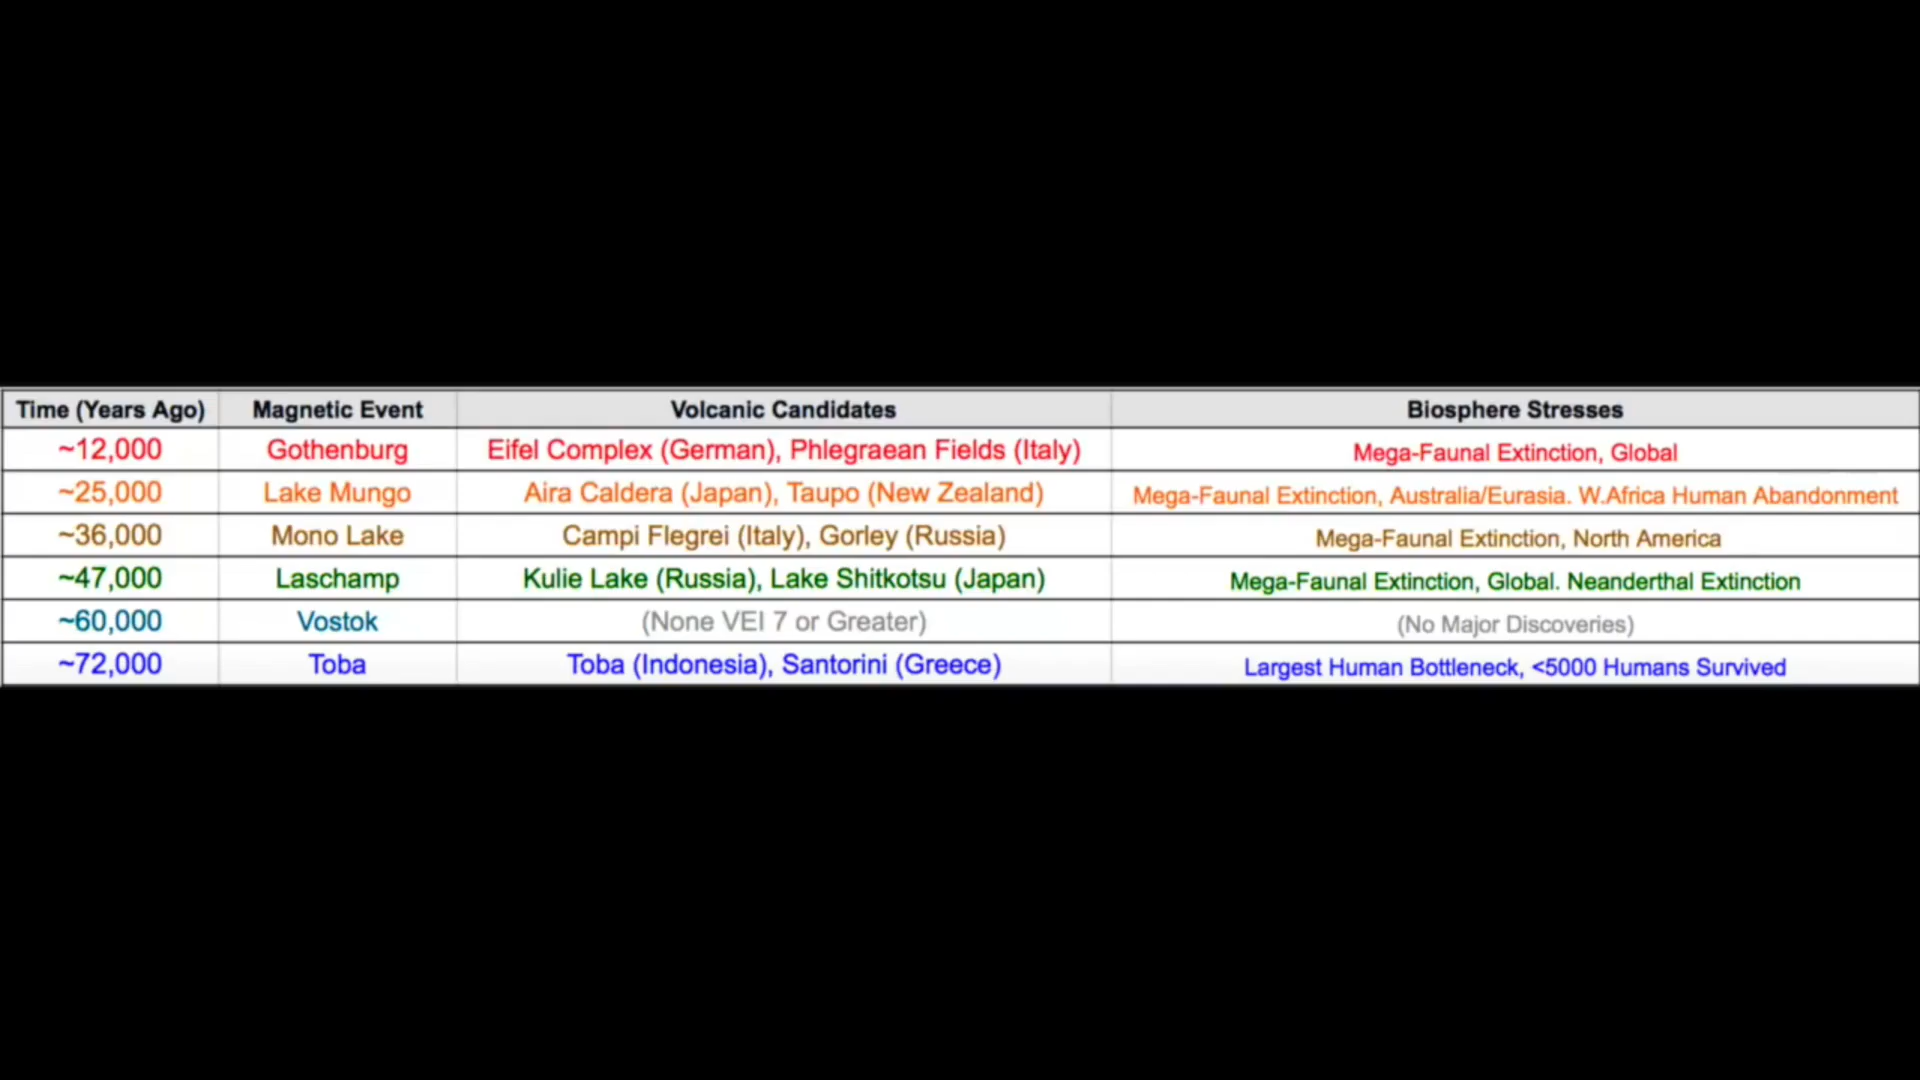 Time (Years Ago) Magnetic Event Volcanic Candidates Biosphere Stresses
~12,000 Gothenburg Eifel Complex (German), Phlegraean Fields (Italy) Mega-Faunal Extinction, Global
~25,000 Lake Mungo Aira Caldera (Japan), Taupo (New Zealand) Mega-Faunal Extinction, Australia/Eurasia. W.Africa Human Abandonment
~36,000 Mono Lake Campi Flegrei (Italy), Gorley (Russia) Mega-Faunal Extinction, North America
~47,000 Laschamp Kulie Lake (Russia), Lake Shitkotsu (Japan) Mega-Faunal Extinction, Global. Neanderthal Extinction
~60,000 Vostok (None VEI 7 or Greater) (No Major Discoveries)
~72,000 Toba Toba (Indonesia), Santorini (Greece) Largest Human Bottleneck, <5000 Humans Survived